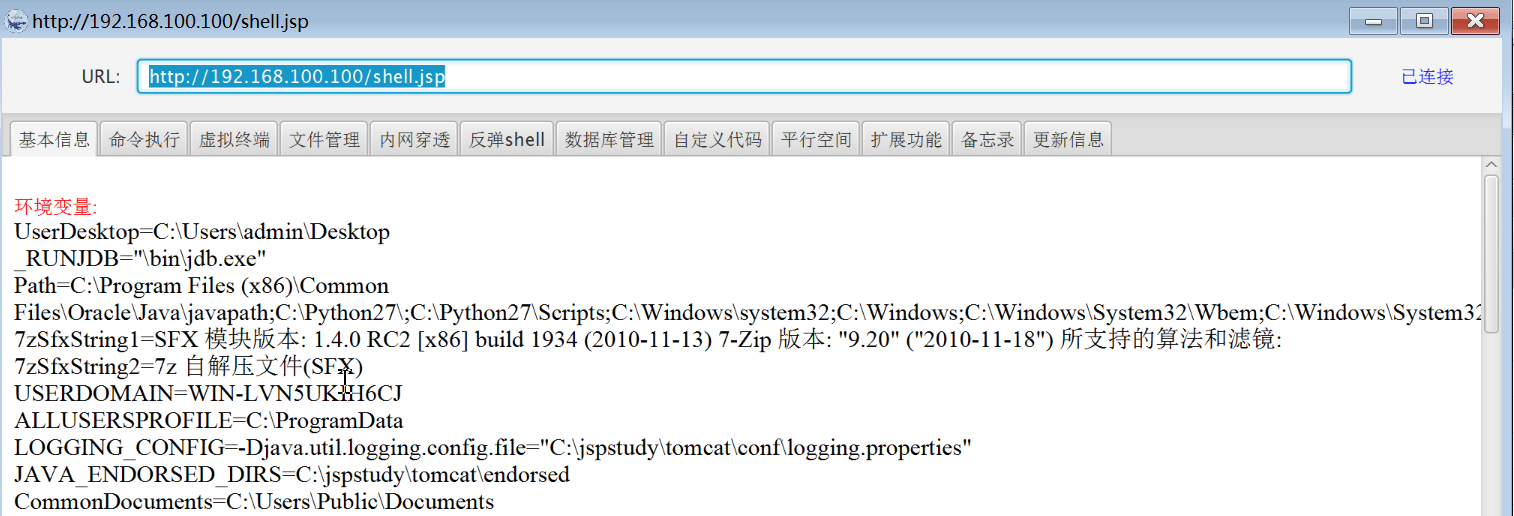 http://192.168.100.100/shell.jsp
URL: http://192.168.100.100/shell.jsp 已连接
基本信息 命令执行 虚拟终端 文件管理 内网穿透 反弹shell 数据库管理 自定义代码 平行空间 扩展功能 备忘录 更新信息
环境变量:
UserDesktop=C:\Users\admin\Desktop
_RUNJDB="\bin\jdb.exe"
Path=C:\Program Files (x86)\Common
Files\Oracle\Java\javapath;C:\Python27\;C:\Python27\Scripts;C:\Windows\system32;C:\Windows;C:\Windows\System32\Wbem;C:\Windows\System32
7zSfxString1=SFX 模块版本: 1.4.0 RC2 [x86] build 1934 (2010-11-13) 7-Zip 版本: "9.20" ("2010-11-18") 所支持的算法和滤镜:
7zSfxString2=7z 自解压文件(SFX)
USERDOMAIN=WIN-LVN5UKIH6CJ
ALLUSERSPROFILE=C:\ProgramData
LOGGING_CONFIG=-Djava.util.logging.config.file="C:\jspstudy\tomcat\conf\logging.properties"
JAVA_ENDORSED_DIRS=C:\jspstudy\tomcat\endorsed
CommonDocuments=C:\Users\Public\Documents